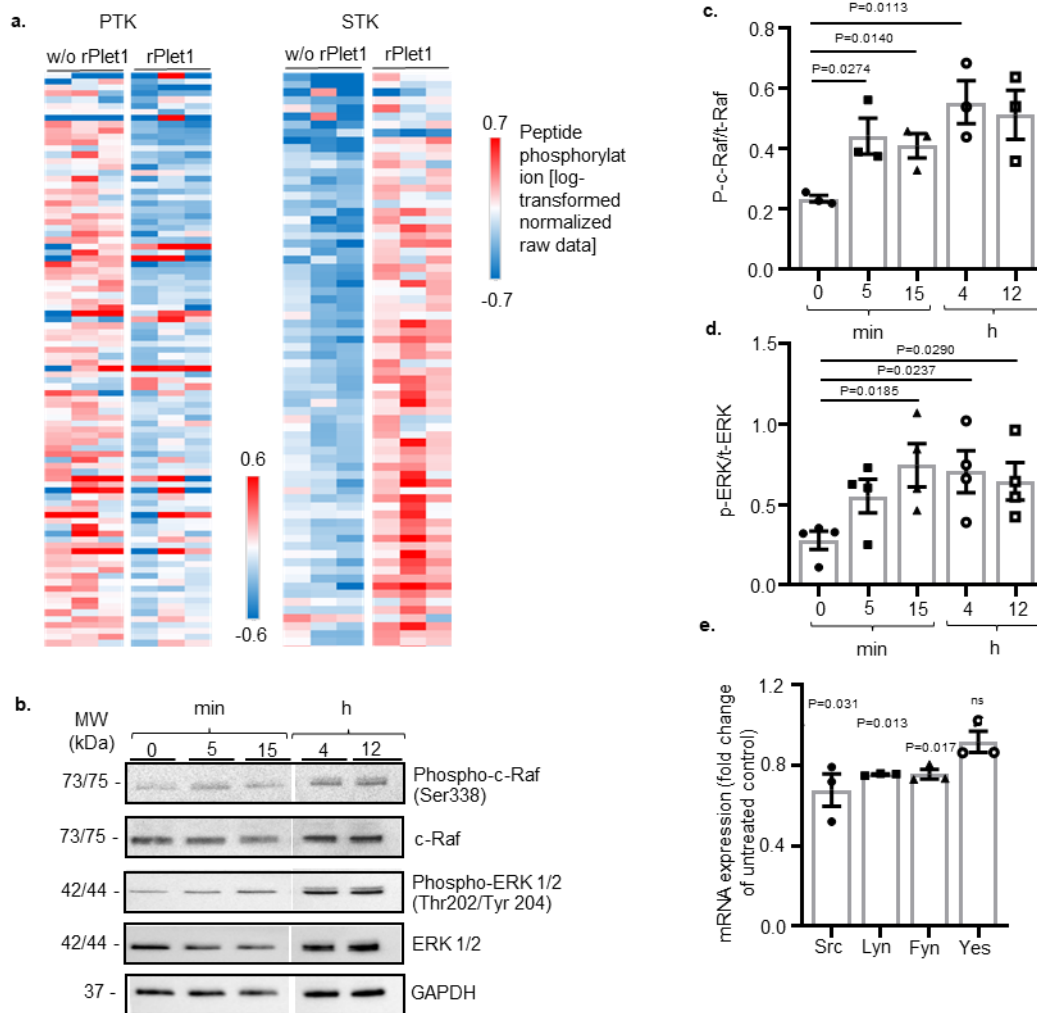 a.
PTK
STK
w/o rPlet1
rPlet1
w/o rPlet1
rPlet1
0.7
Peptide
phosphorylat
ion [log-
transformed
normalized
raw data]
-0.7
0.6
-0.6
b.
MW
(kDa)
min
h
0
5
15
4
12
73/75 -
Phospho-c-Raf
(Ser338)
73/75 -
c-Raf
42/44 -
Phospho-ERK 1/2
(Thr202/Tyr 204)
42/44 -
ERK 1/2
37 -
GAPDH
c.
P=0.0113
P=0.0140
P=0.0274
P-c-Raf/t-Raf
0.8
0.6
0.4
0.2
0.0
0
5
15
4
12
min
h
d.
P=0.0290
P=0.0237
P=0.0185
p-ERK/t-ERK
1.5
1.0
0.5
0.0
0
5
15
4
12
min
h
e.
mRNA expression (fold change
of untreated control)
1.2
0.8
0.4
0.0
P=0.031
P=0.013
P=0.017
ns
Src
Lyn
Fyn
Yes